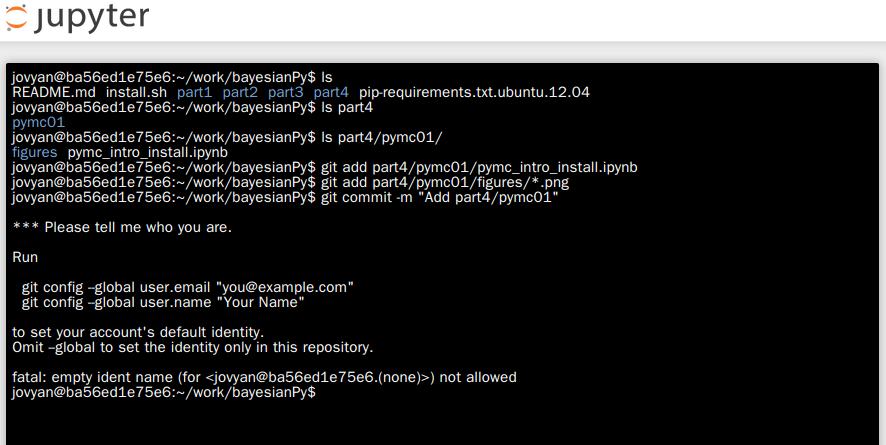 jupyter
jovyan@ba56ed1e75e6:~/work/bayesianPy$ ls
README.md install.sh part1 part2 part3 part4 pip-requirements.txt.ubuntu.12.04
jovyan@ba56ed1e75e6:~/work/bayesianPy$ ls part4
pymc01
jovyan@ba56ed1e75e6:~/work/bayesianPy$ ls part4/pymc01/
figures pymc_intro_install.ipynb
jovyan@ba56ed1e75e6:~/work/bayesianPy$ git add part4/pymc01/pymc_intro_install.ipynb
jovyan@ba56ed1e75e6:~/work/bayesianPy$ git add part4/pymc01/figures/*.png
jovyan@ba56ed1e75e6:~/work/bayesianPy$ git commit -m "Add part4/pymc01"
*** Please tell me who you are.
Run
git config --global user.email "you@example.com"
git config --global user.name "Your Name"
to set your account's default identity.
Omit --global to set the identity only in this repository.
fatal: empty ident name (for <jovyan@ba56ed1e75e6.(none)>) not allowed
jovyan@ba56ed1e75e6:~/work/bayesianPy$